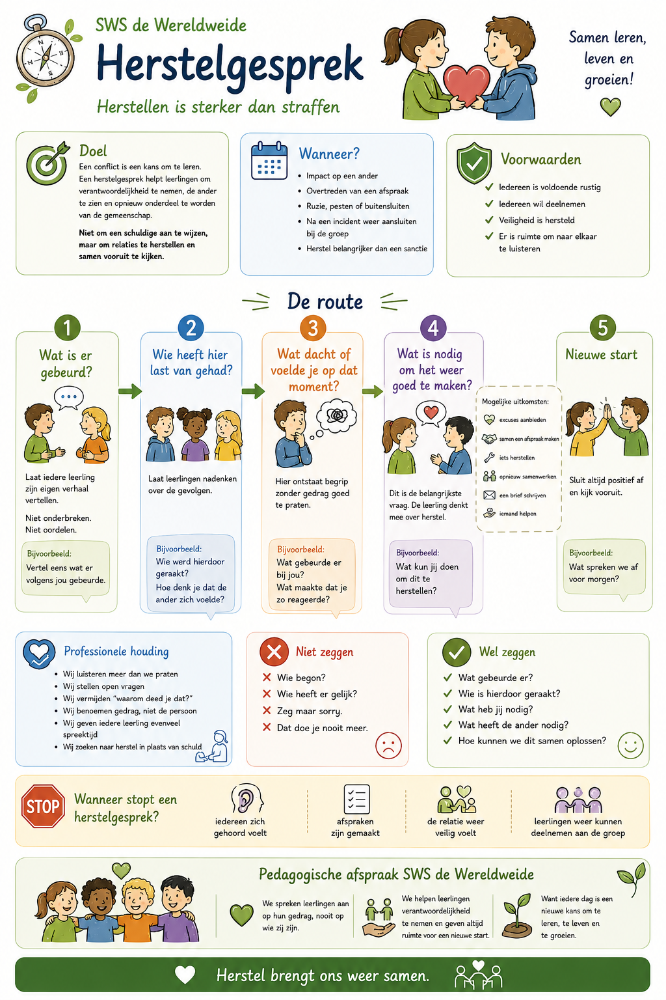 SWS de Wereldweide
Herstelgesprek
Herstellen is sterker dan straffen
Samen leren,
leven en
groeien!
Doel
Een conflict is een kans om te leren.
Een herstelgesprek helpt leerlingen om
verantwoordelijkheid te nemen, de ander
te zien en opnieuw onderdeel te worden
van de gemeenschap.
Niet om een schuldige aan te wijzen,
maar om relaties te herstellen en
samen vooruit te kijken.
Wanneer?
• Impact op een ander
• Overtreden van een afspraak
• Ruzie, pesten of buitensluiten
• Na een incident weer aansluiten
bij de groep
• Herstel belangrijker dan een sanctie
Voorwaarden
✓ Iedereen is voldoende rustig
✓ Iedereen wil deelnemen
✓ Veiligheid is hersteld
✓ Er is ruimte om naar elkaar
te luisteren
De route
1
Wat is er
gebeurd?
Laat iedere leerling
zijn eigen verhaal
vertellen.
Niet onderbreken.
Niet oordelen.
Bijvoorbeeld:
Vertel eens wat er
volgens jou gebeurde.
2
Wie heeft hier
last van gehad?
Laat leerlingen nadenken
over de gevolgen.
Bijvoorbeeld:
Wie werd hierdoor
geraakt?
Hoe denk je dat de
ander zich voelde?
3
Wat dacht of
voelde je op dat
moment?
Hier ontstaat begrip
zonder gedrag goed
te praten.
Bijvoorbeeld:
Wat gebeurde er
bij jou?
Wat maakte dat je
zo reageerde?
4
Wat is nodig
om het weer
goed te maken?
Dit is de belangrijkste
vraag. De leerling denkt
mee over herstel.
Bijvoorbeeld:
Wat kun jij doen
om dit te
herstellen?
Mogelijke uitkomsten:
excuses aanbieden
samen een afspraak maken
iets herstellen
opnieuw samenwerken
een brief schrijven
iemand helpen
5
Nieuwe start
Sluit altijd positief af
en kijk vooruit.
Bijvoorbeeld:
Wat spreken we af
voor morgen?
Professionele houding
• Wij luisteren meer dan we praten
• Wij stellen open vragen
• Wij vermijden “waarom deed je dat?”
• Wij benoemen gedrag, niet de persoon
• Wij geven iedere leerling evenveel
spreektijd
• Wij zoeken naar herstel in plaats van schuld
Niet zeggen
✗ Wie begon?
✗ Wie heeft er gelijk?
✗ Zeg maar sorry.
✗ Dat doe je nooit meer.
Wel zeggen
✓ Wat gebeurde er?
✓ Wie is hierdoor geraakt?
✓ Wat heb jij nodig?
✓ Wat heeft de ander nodig?
✓ Hoe kunnen we dit samen oplossen?
STOP
Wanneer stopt een
herstelgesprek?
iedereen zich
gehoord voelt
afspraken
zijn gemaakt
de relatie weer
veilig voelt
leerlingen weer kunnen
deelnemen aan de groep
Pedagogische afspraak SWS de Wereldweide
We spreken leerlingen aan
op hun gedrag, nooit op
wie zij zijn.
We helpen leerlingen
verantwoordelijkheid
te nemen en geven altijd
ruimte voor een nieuwe start.
Want iedere dag is een
nieuwe kans om te
leren, te leven en
te groeien.
Herstel brengt ons weer samen.